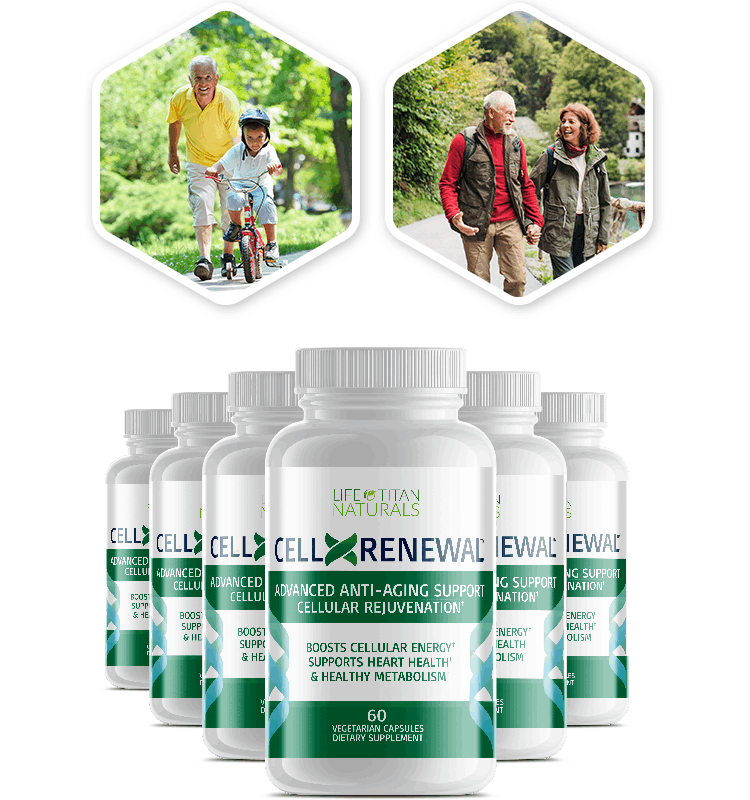 LIFE TITAN
NATURALS
CELL RENEWAL™
ADVANCED ANTI-AGING SUPPORT
CELLULAR REJUVENATION†
BOOSTS CELLULAR ENERGY†
SUPPORTS HEART HEALTH†
& HEALTHY METABOLISM
60
VEGETARIAN CAPSULES
DIETARY SUPPLEMENT